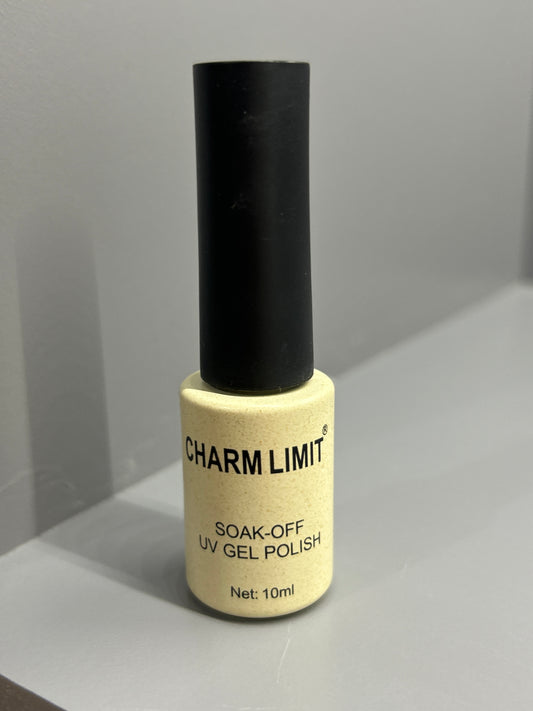 CHARM LIMIT®
SOAK-OFF
UV GEL POLISH
Net: 10ml